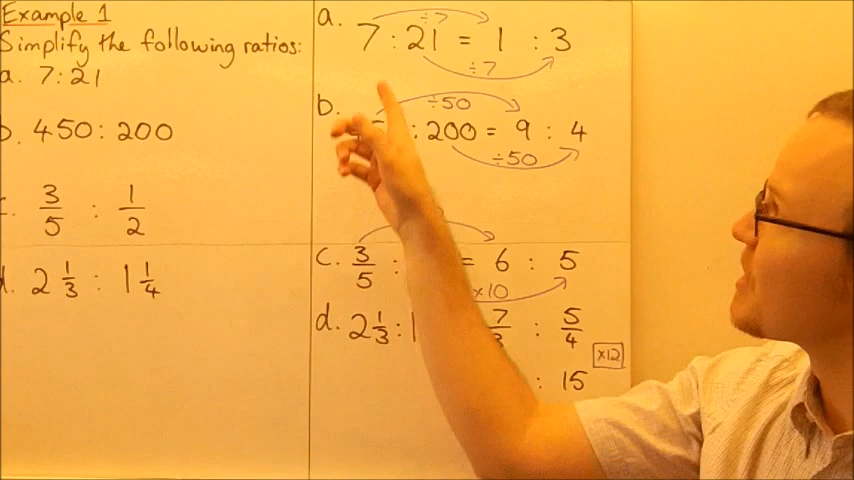 Example 1
Simplify the following ratios:
a. 7:21
b. 450:200
3/5 : 1/2
d. 2 1/3 : 1 1/4
a. 7 : 21 = 1 : 3
÷7
÷7
b. : 200 = 9 : 4
÷50
÷50
c. 3/5 : = 6 : 5
×10
d. 2 1/3 : 1 7/3 : 5/4
×12
: 15